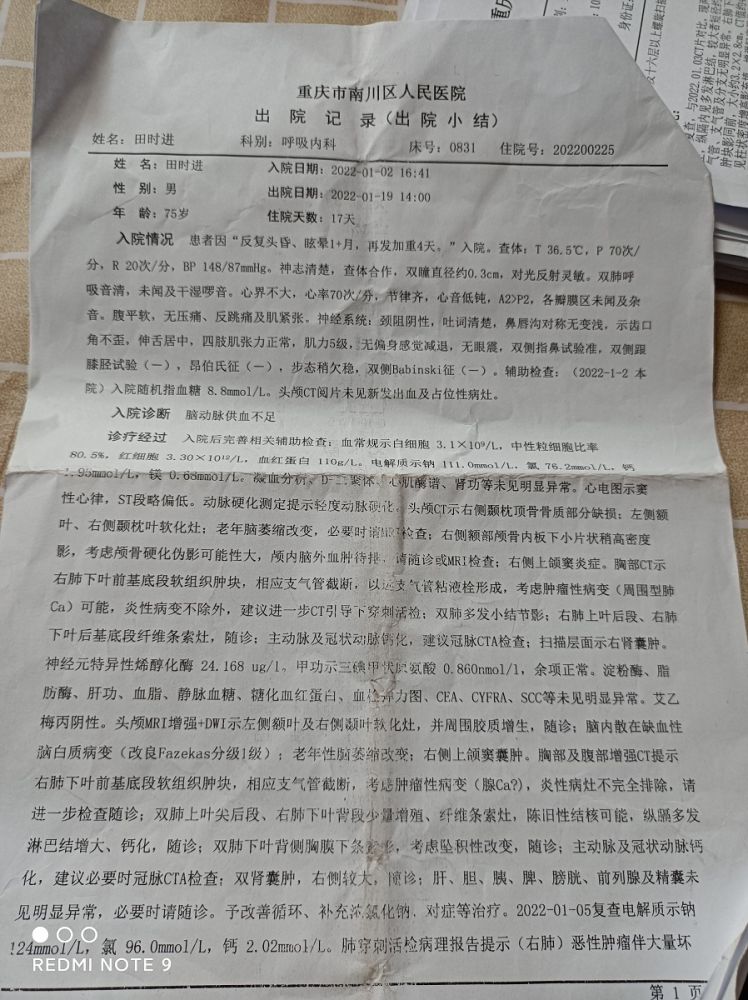 重庆市南川区人民医院
出 院 记 录(出 院 小 结)
姓名: 田时进 科别: 呼吸内科 床号: 0831 住院号: 202200225
姓 名: 田时进 入院日期: 2022-01-02 16:41
性 别: 男 出院日期: 2022-01-19 14:00
年 龄: 75岁 住院天数: 17天
入院情况 患者因“反复头昏、眩晕1+月, 再发加重4天。”入院。查体: T 36.5℃, P 70次/
分, R 20次/分, BP 148/87mmHg。神志清楚, 查体合作, 双瞳直径约0.3cm, 对光反射灵敏。双肺呼
吸音清, 未闻及干湿啰音。心界不大, 心率70次/分, 节律齐, 心音低钝, A2>P2, 各瓣膜区未闻及杂
音。腹平软, 无压痛、反跳痛及肌紧张。神经系统: 颈阻阴性, 吐词清楚, 鼻唇沟对称无变浅, 示齿口
角不歪, 伸舌居中, 四肢肌张力正常, 肌力5级, 无偏身感觉减退, 无眼震, 双侧指鼻试验准, 双侧跟
膝胫试验(一), 昂伯氏征(一), 步态稍欠稳, 双侧Babinski征(一)。辅助检查: (2022-1-2 本
院)入院随机指血糖 8.8mmol/L。头颅CT阅片未见新发出血及占位性病灶。
入院诊断 脑动脉供血不足
诊疗经过 入院后完善相关辅助检查: 血常规示白细胞 3.1×10⁹/L, 中性粒细胞比率
80.5%, 红细胞 3.30×10¹²/L, 血红蛋白 110g/L。电解质示钠 111.0mmol/L, 氯 76.2mmol/L, 钙
1.95mmol/L, 镁 0.68mmol/L。凝血分析、D-二聚体、心肌酶谱、肾功等未见明显异常。心电图示窦
性心律, ST段略偏低。动脉硬化测定提示轻度动脉硬化。头颅CT示右侧颞枕顶骨骨质部分缺损; 左侧额
叶、右侧颞枕叶软化灶; 老年脑萎缩改变, 必要时请MRI检查; 右侧额部颅骨内板下小片状稍高密度
影, 考虑颅骨硬化伪影可能性大, 颅内脑外血肿待排, 请随诊或MRI检查; 右侧上颌窦炎症。胸部CT示
右肺下叶前基底段软组织肿块, 相应支气管截断, 以远支气管粘液栓形成, 考虑肿瘤性病变(周围型肺
Ca)可能, 炎性病变不除外, 建议进一步CT引导下穿刺活检; 双肺多发小结节影; 右肺上叶后段、右肺
下叶后基底段纤维条索灶, 随诊; 主动脉及冠状动脉钙化, 建议冠脉CTA检查; 扫描层面示右肾囊肿。
神经元特异性烯醇化酶 24.168 ug/l。甲功示三碘甲状腺氨酸 0.860nmol/l, 余项正常。淀粉酶、脂
肪酶、肝功、血脂、静脉血糖、糖化血红蛋白、血栓弹力图、CEA、CYFRA、SCC等未见明显异常。艾乙
梅丙阴性。头颅MRI增强+DWI示左侧额叶及右侧颞叶软化灶, 并周围胶质增生, 随诊; 脑内散在缺血性
脑白质病变(改良Fazekas分级1级); 老年性脑萎缩改变; 右侧上颌窦囊肿。胸部及腹部增强CT提示
右肺下叶前基底段软组织肿块, 相应支气管截断, 考虑肿瘤性病变(腺Ca?), 炎性病灶不完全排除, 请
进一步检查随诊; 双肺上叶尖后段、右肺下叶背段少量增殖、纤维条索灶, 陈旧性结核可能, 纵膈多发
淋巴结增大、钙化, 随诊; 双肺下叶背侧胸膜下条索影, 考虑坠积性改变, 随诊; 主动脉及冠状动脉钙
化, 建议必要时冠脉CTA检查; 双肾囊肿, 右侧较大, 随诊; 肝、胆、胰、脾、膀胱、前列腺及精囊未
见明显异常, 必要时请随诊。予改善循环、补充浓氯化钠、对症等治疗。2022-01-05复查电解质示钠
124mmol/L, 氯 96.0mmol/L, 钙 2.02mmol/L。肺穿刺活检病理报告提示(右肺)恶性肿瘤伴大量坏
第 1 页
REDMI NOTE 9
身份证